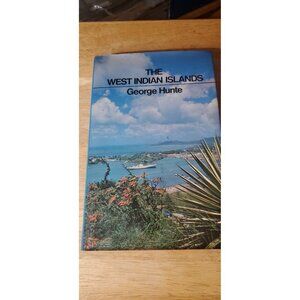 THE
WEST INDIAN ISLANDS
George Hunte